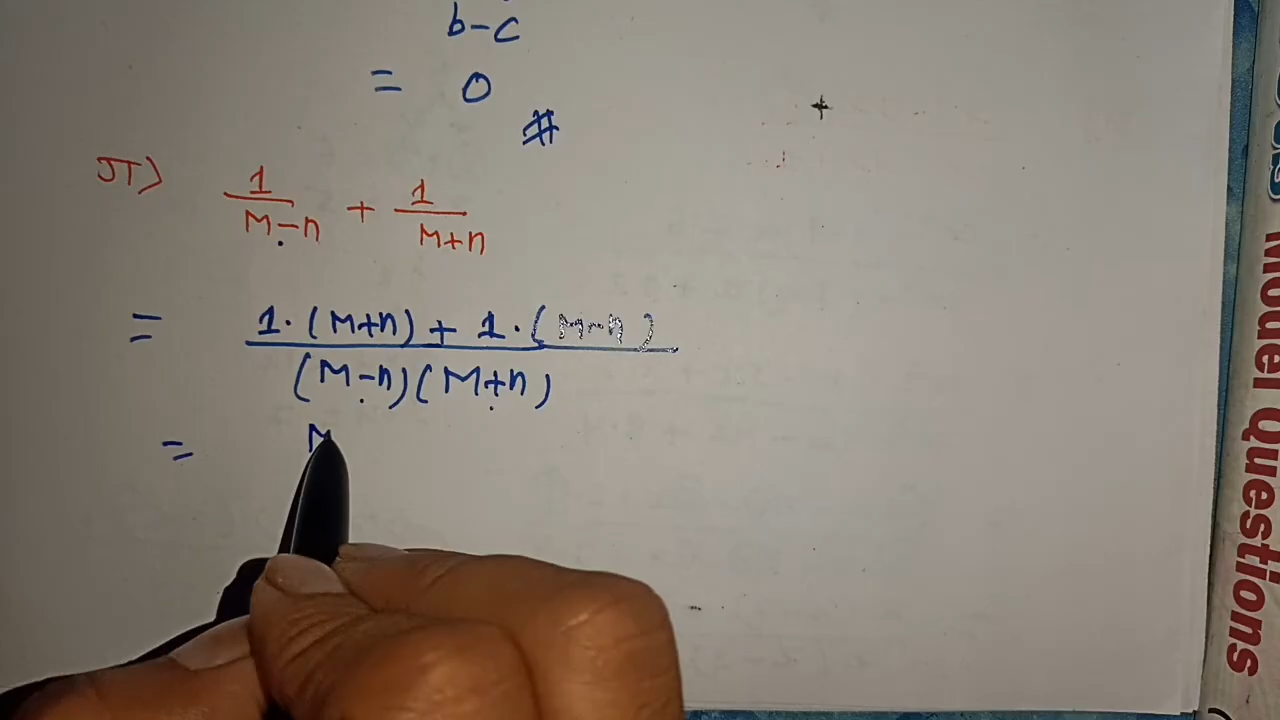 b-c
= 0
#
1/(M-n) + 1/(M+n)
= (1·(M+n) + 1·(M-n))/((M-n)(M+n))
= M
Model Questions